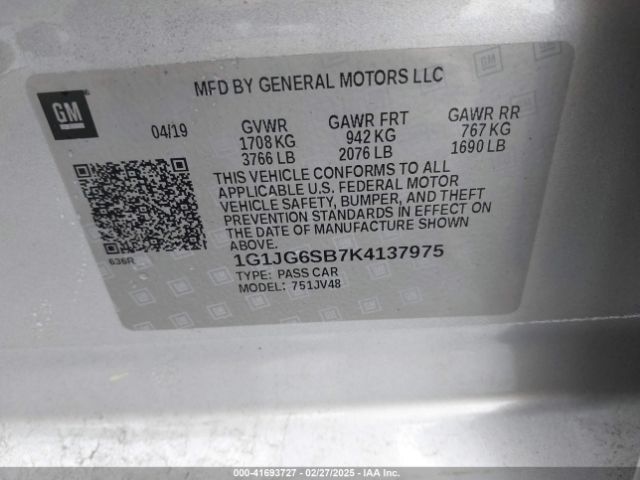 MFD BY GENERAL MOTORS LLC
GM
04/19
GVWR
1708 KG
3766 LB
GAWR FRT
942 KG
2076 LB
GAWR RR
767 KG
1690 LB
THIS VEHICLE CONFORMS TO ALL
APPLICABLE U.S. FEDERAL MOTOR
VEHICLE SAFETY, BUMPER, AND THEFT
PREVENTION STANDARDS IN EFFECT ON
THE DATE OF MANUFACTURE SHOWN
ABOVE.
636R
1G1JG6SB7K4137975
TYPE: PASS CAR
MODEL: 751JV48
000-41693727 - 02/27/2025 - IAA Inc.